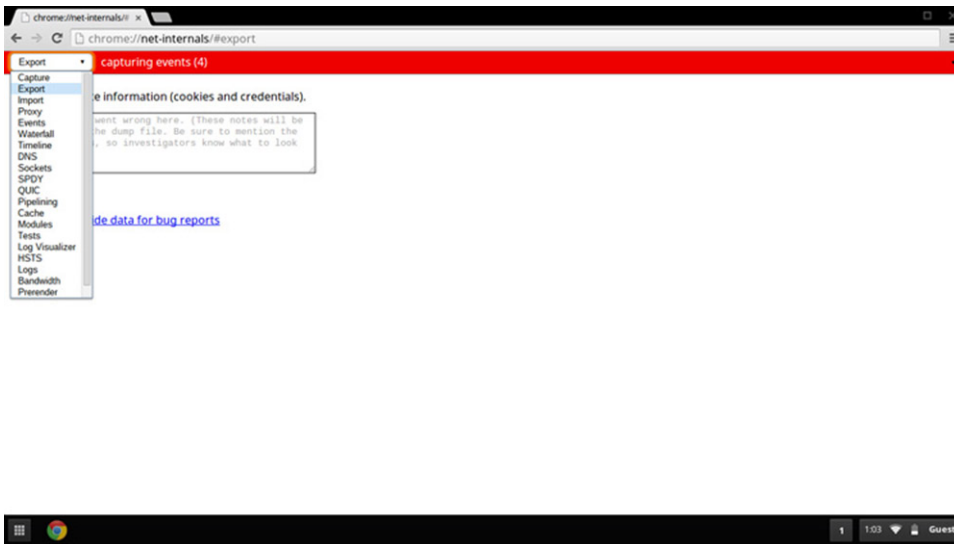 chrome://net-internals/#
chrome://net-internals/#export
Export
capturing events (4)
Capture
Export
Import
Proxy
Events
Waterfall
Timeline
DNS
Sockets
SPDY
QUIC
Pipelining
Cache
Modules
Tests
Log Visualizer
HSTS
Logs
Bandwidth
Prerender
e information (cookies and credentials).
went wrong here. [These notes will be
he dump file. Be sure to mention the
, so investigators know what to look
de data for bug reports
1
1:03
Guest